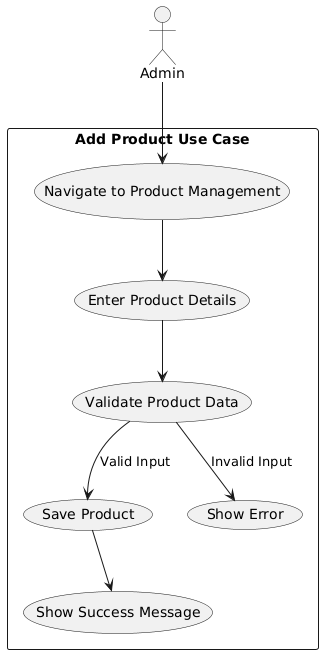 Admin
Add Product Use Case
Navigate to Product Management
Enter Product Details
Validate Product Data
Valid Input
Invalid Input
Save Product
Show Error
Show Success Message